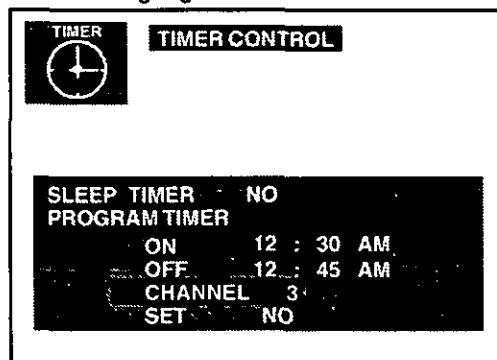 TIMER
TIMER CONTROL
SLEEP TIMER NO
PROGRAM TIMER
ON 12 : 30 AM
OFF 12 : 45 AM
CHANNEL 3
SET NO